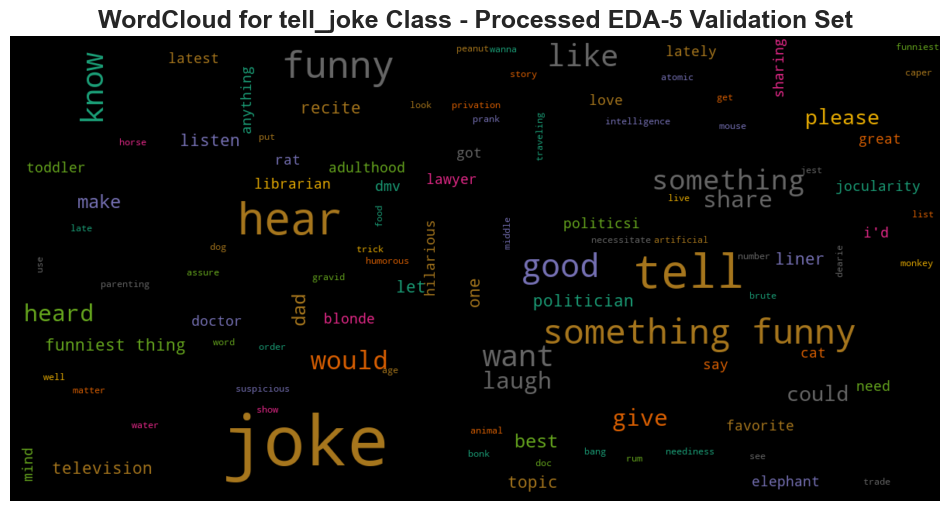 WordCloud for tell_joke Class - Processed EDA-5 Validation Set
know
latest
anything
funny
peanut
wanna
story
like
lately
atomic
sharing
funniest
caper
recite
look
privation
prank
love
get
intelligence
mouse
please
great
traveling
horse
listen
put
rat
got
toddler
adulthood
librarian
dmv
lawyer
something
jest
share
live
jocularity
make
late
hear
food
hilarious
middle
politicsi
necessitate
artificial
list
i'd
dog
trick
humorous
use
parenting
assure
gravid
let
one
good
tell
number
liner
dearie
monkey
heard
doctor
dad
blonde
politician
brute
funniest thing
word
order
would
age
want
laugh
something funny
say
cat
well
matter
suspicious
show
could
need
water
joke
give
favorite
animal
best
bonk
doc
bang
rum
neediness
see
mind
television
topic
elephant
trade